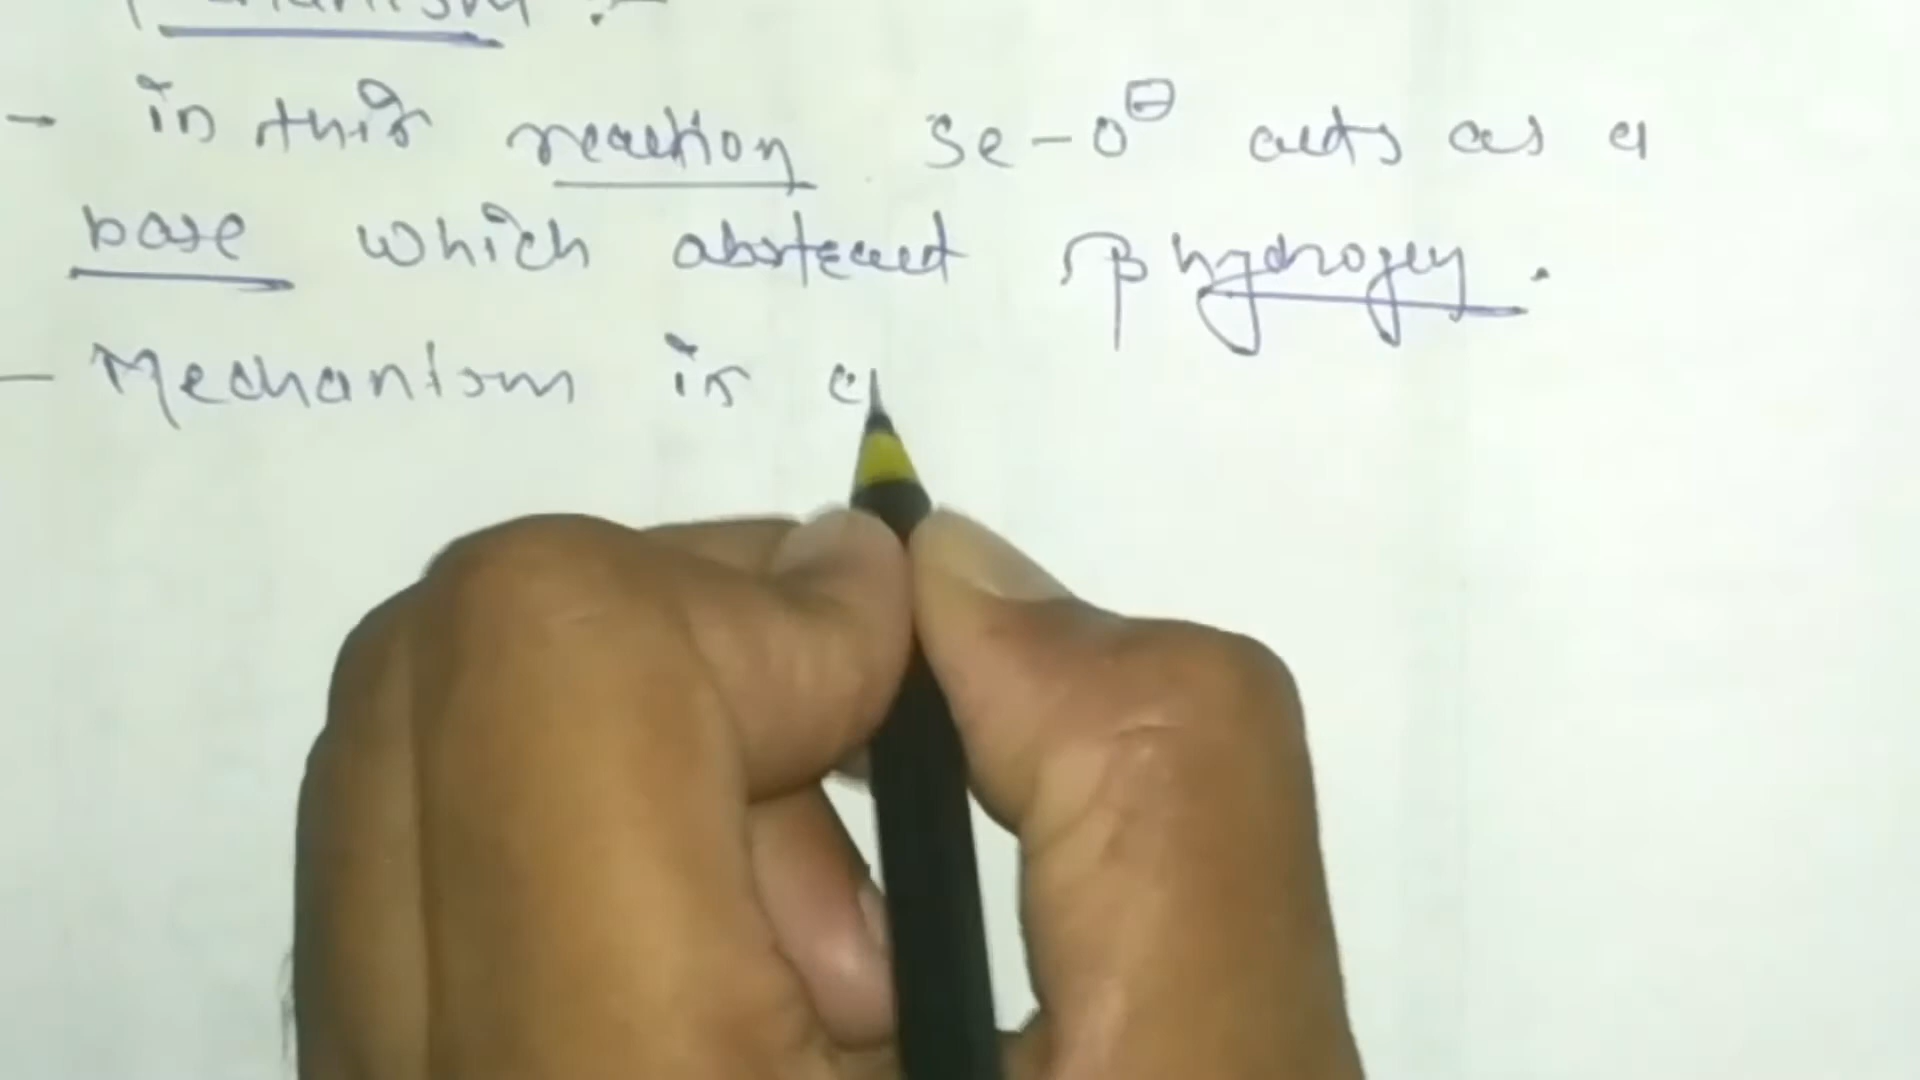 - in this reaction Se-O⊖ acts as a
base which abstract β hydrogen.
- Mechanism is